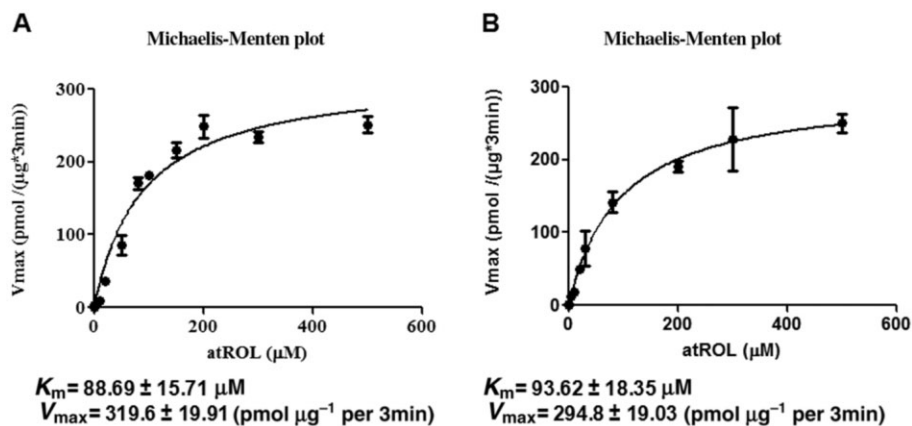 A
Michaelis-Menten plot
Vmax (pmol /(µg*3min))
300
200
100
0
0
200
400
600
atROL (µM)
Km= 88.69 ± 15.71 µM
Vmax= 319.6 ± 19.91 (pmol µg⁻¹ per 3min)
B
Michaelis-Menten plot
Vmax (pmol /(µg*3min))
300
200
100
0
0
200
400
600
atROL (µM)
Km= 93.62 ± 18.35 µM
Vmax= 294.8 ± 19.03 (pmol µg⁻¹ per 3min)